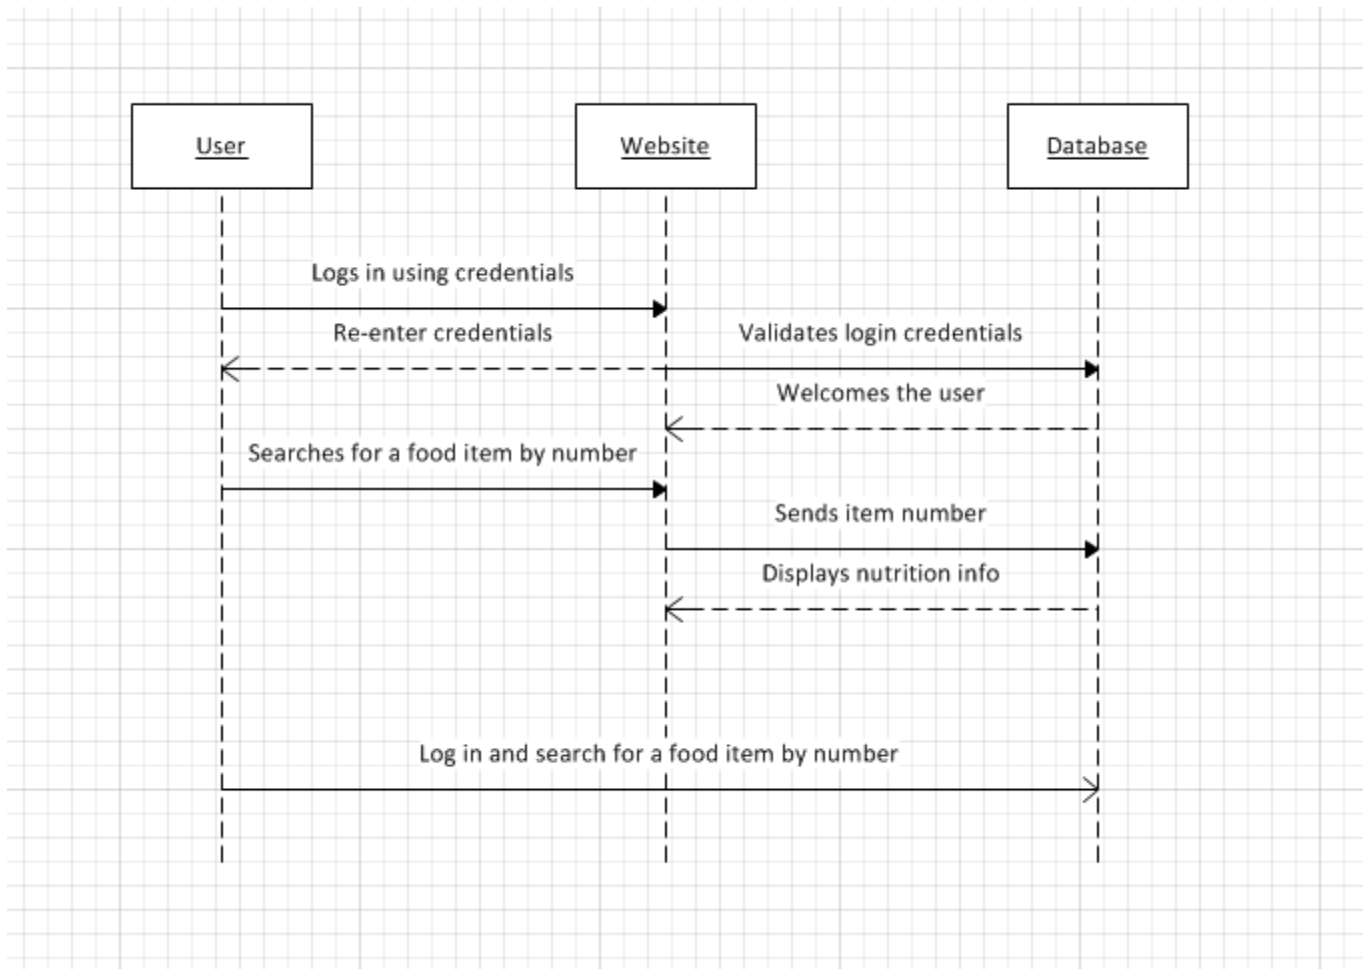 User
Website
Database
Logs in using credentials
Re-enter credentials
Validates login credentials
Welcomes the user
Searches for a food item by number
Sends item number
Displays nutrition info
Log in and search for a food item by number